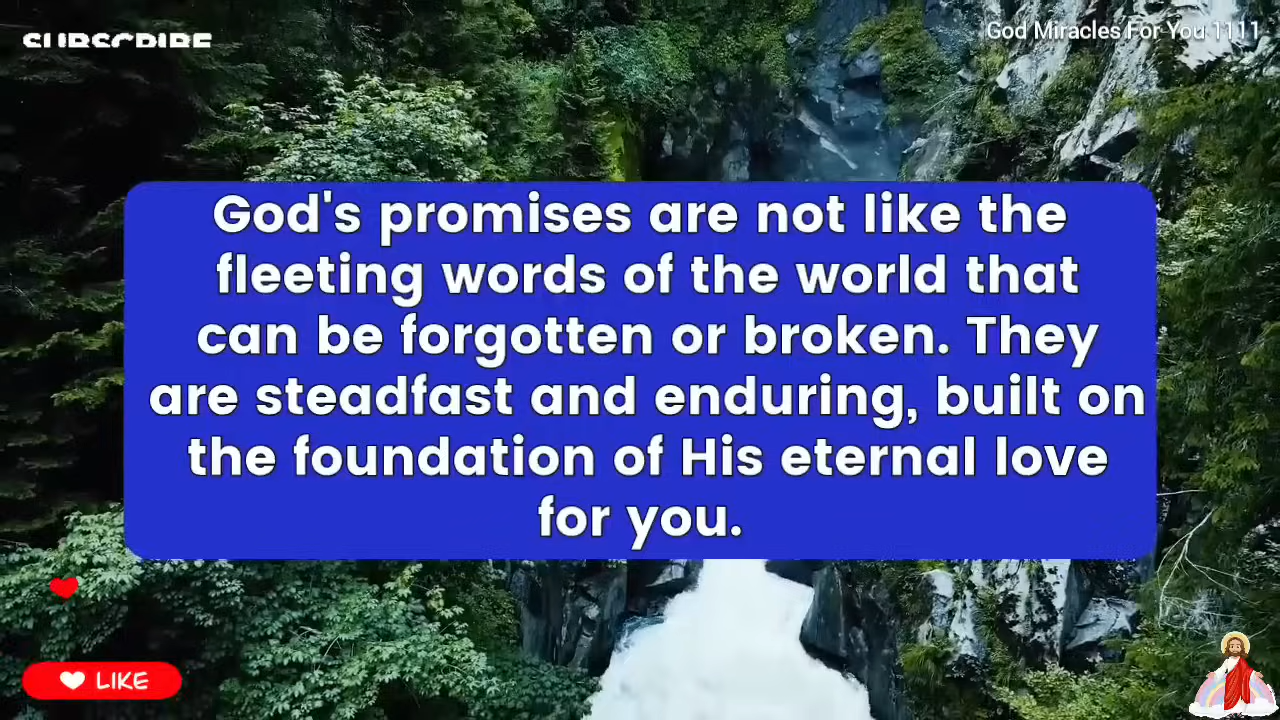 SUBSCRIBE
God Miracles For You 1111
God's promises are not like the
fleeting words of the world that
can be forgotten or broken. They
are steadfast and enduring, built on
the foundation of His eternal love
for you.
LIKE